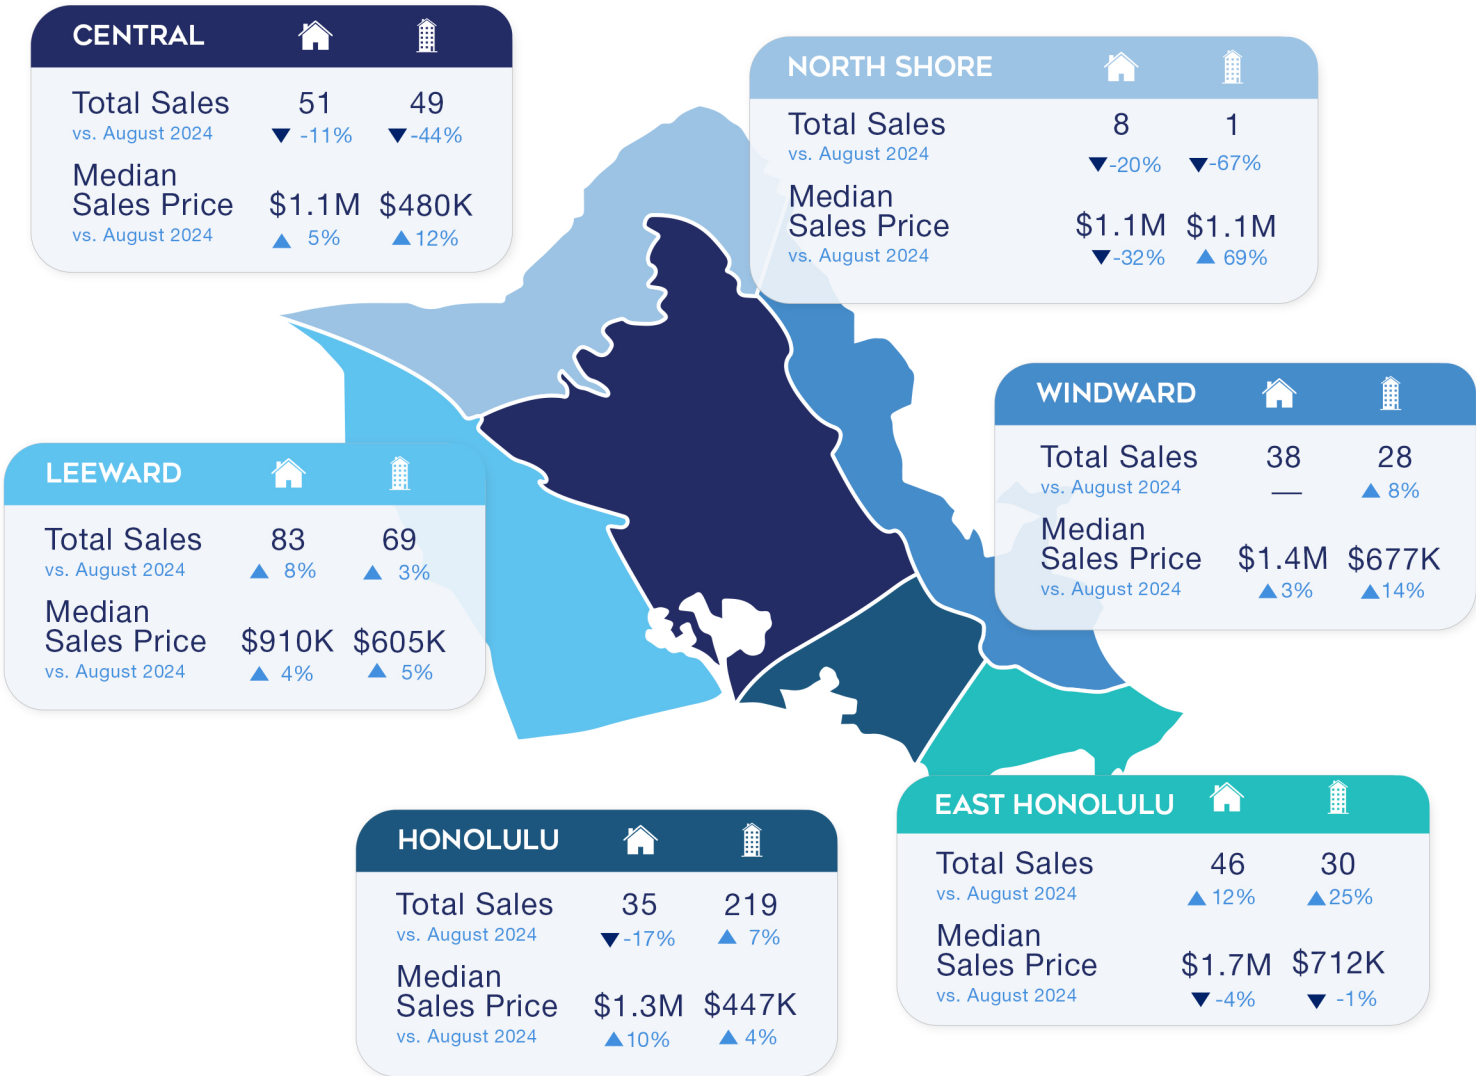 CENTRAL
Total Sales 51 49
vs. August 2024 ▼ -11% ▼ -44%
Median
Sales Price $1.1M $480K
vs. August 2024 ▲ 5% ▲ 12%
NORTH SHORE
Total Sales 8 1
vs. August 2024 ▼ -20% ▼ -67%
Median
Sales Price $1.1M $1.1M
vs. August 2024 ▼ -32% ▲ 69%
WINDWARD
Total Sales 38 28
vs. August 2024 — ▲ 8%
Median
Sales Price $1.4M $677K
vs. August 2024 ▲ 3% ▲ 14%
LEEWARD
Total Sales 83 69
vs. August 2024 ▲ 8% ▲ 3%
Median
Sales Price $910K $605K
vs. August 2024 ▲ 4% ▲ 5%
HONOLULU
Total Sales 35 219
vs. August 2024 ▼ -17% ▲ 7%
Median
Sales Price $1.3M $447K
vs. August 2024 ▲ 10% ▲ 4%
EAST HONOLULU
Total Sales 46 30
vs. August 2024 ▲ 12% ▲ 25%
Median
Sales Price $1.7M $712K
vs. August 2024 ▼ -4% ▼ -1%